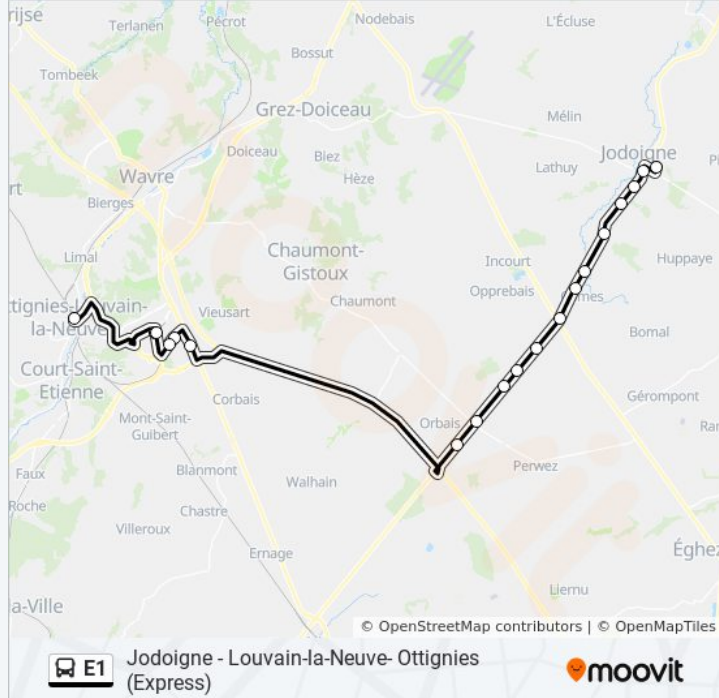 rijse
Terlanen
Pécrot
Nodebais
L'Écluse
Tombeek
Bossut
Grez-Doiceau
Mélin
Doiceau
Blez
Jodoigne
Lathuy
Wavre
Hèze
Bierges
Huppaye
Chaumont-
Gistoux
Limal
Incourt
Opprebais
Chaumont
ttignies-Louvain-
la-Neuve
Vieusart
Bomal
Court-Saint-
Etienne
Corbais
Gérompont
Mont-Saint-
Guibert
Orbais
Faux
Blanmont
Perwez
Walhain
Roche
Chastre
Villeroux
Ernage
Éghez
la-Ville
Liernu
© OpenStreetMap contributors | © OpenMapTiles
E1
Jodoigne - Louvain-la-Neuve- Ottignies
(Express)
moovit